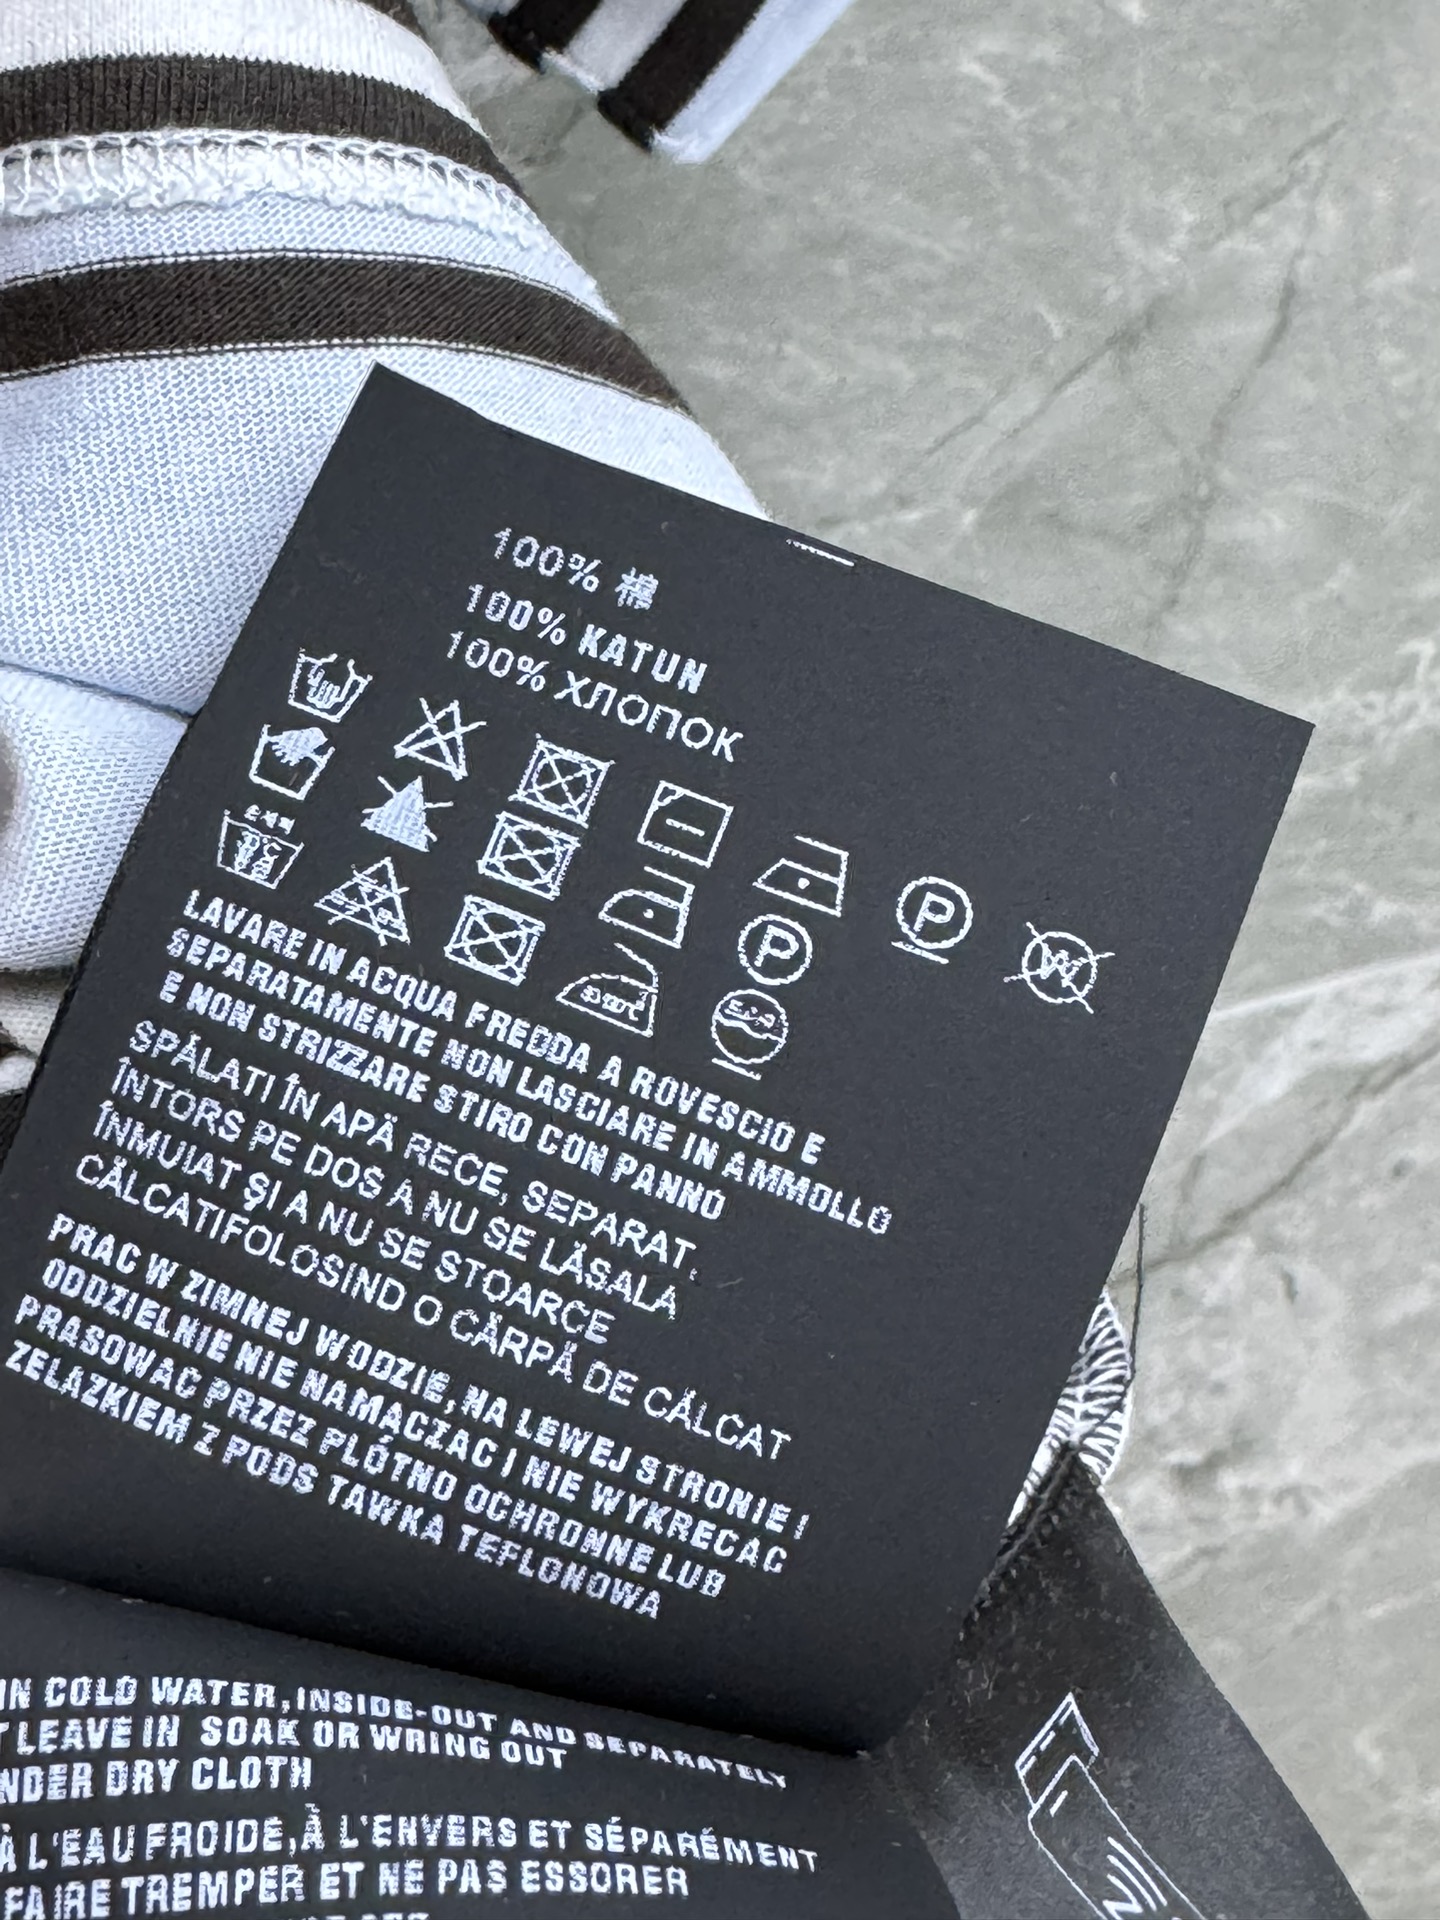 100% 棉
100% KATUN
100% ХЛОПОК
P
W
P
LAVARE IN ACQUA FREDDA A ROVESCIO E
SEPARATAMENTE NON LASCIARE IN AMMOLLO
E NON STRIZZARE STIRO CON PANNO
SPĂLATI ÎN APĂ RECE, SEPARAT,
ÎNTORS PE DOS A NU SE LĂSALA
ÎNMUIAT ŞI A NU SE STOARCE
CĂLCATIFOLOSIND O CĂRPĂ DE CĂLCAT
PRAC W ZIMNEJ WODZIE,NA LEWEJ STRONIE I
ODDZIELNIE NIE NAMĄCZAC I NIE WYKRECAC
PRASOWAC PRZEZ PLÓTNO OCHRONNE LUB
ZELAZKIEM Z PODS TAWKA TEFLONOWA
IN COLD WATER,INSIDE-OUT AND SEPARATELY
LEAVE IN SOAK OR WRING OUT
DRY CLOTH
À L'EAU FROIDE,À L'ENVERS ET SÉPARÉMENT
FAIRE TREMPER ET NE PAS ESSORER